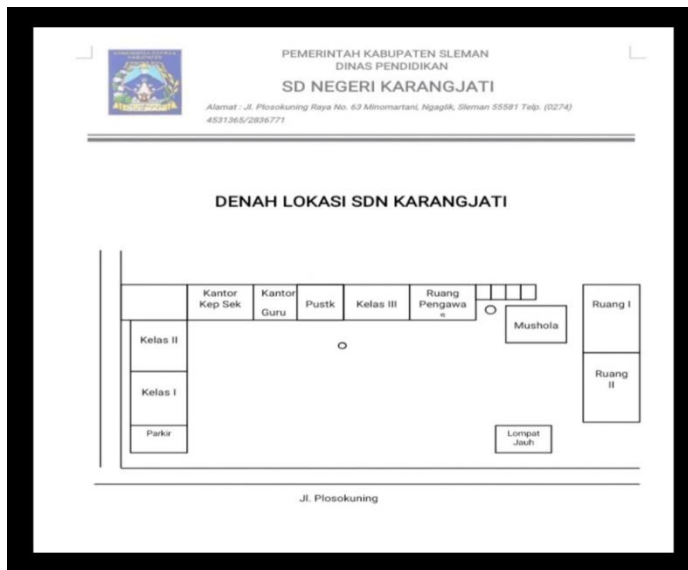 PEMERINTAH KABUPATEN SLEMAN
DINAS PENDIDIKAN
SD NEGERI KARANGJATI
Alamat : Jl. Plosokuning Raya No. 63 Minomartani, Ngaglik, Sleman 55581 Telp. (0274)
4531365/2836771
DENAH LOKASI SDN KARANGJATI
Kantor
Kep Sek
Kantor
Guru
Pustk
Kelas III
Ruang
Pengawa
s
Mushola
Ruang I
Kelas II
Ruang
II
Kelas I
Parkir
Lompat
Jauh
Jl. Plosokuning